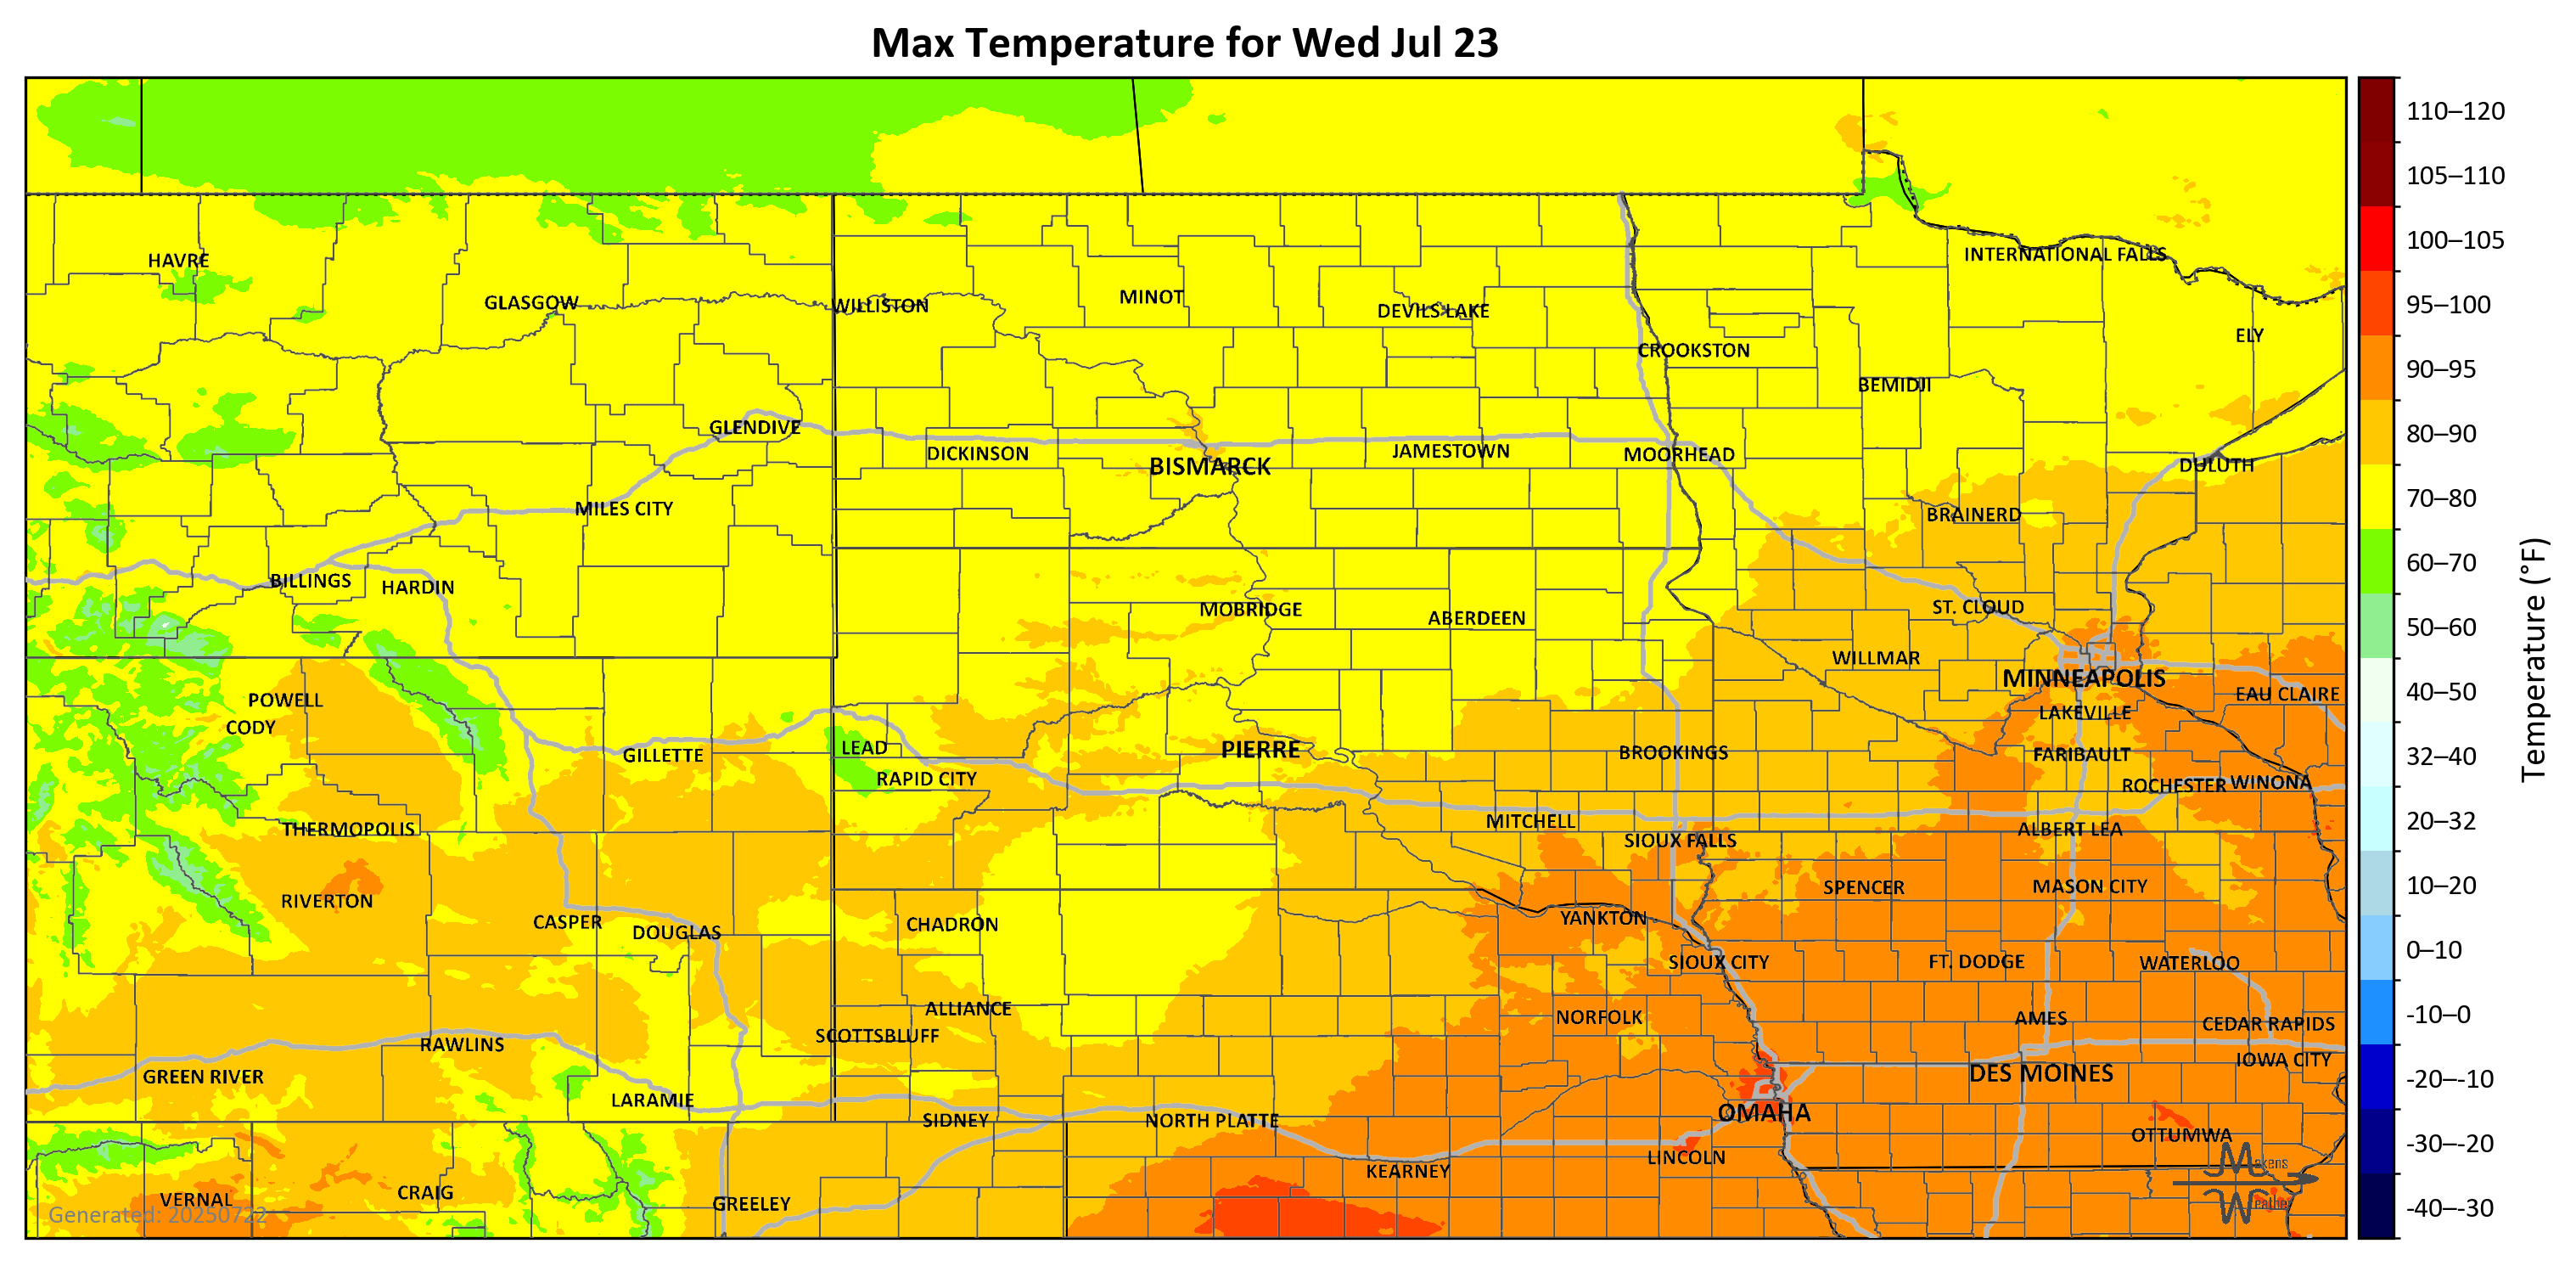 Max Temperature for Wed Jul 23
110–120
105–110
100–105
95–100
90–95
80–90
70–80
60–70
50–60
40–50
32–40
20–32
10–20
0–10
-10–0
-20–-10
-30–-20
-40–-30
Temperature (°F)
HAVRE
INTERNATIONAL FALLS
GLASGOW
WILLISTON
MINOT
DEVILS LAKE
ELY
CROOKSTON
BEMIDJI
GLENDIVE
DICKINSON
BISMARCK
JAMESTOWN
MOORHEAD
DULUTH
MILES CITY
BRAINERD
BILLINGS
HARDIN
MOBRIDGE
ABERDEEN
ST. CLOUD
WILLMAR
MINNEAPOLIS
POWELL
EAU CLAIRE
CODY
LAKEVILLE
GILLETTE
LEAD
PIERRE
BROOKINGS
FARIBAULT
RAPID CITY
ROCHESTER
WINONA
THERMOPOLIS
MITCHELL
SIOUX FALLS
ALBERT LEA
RIVERTON
SPENCER
MASON CITY
CASPER
DOUGLAS
CHADRON
YANKTON
SIOUX CITY
FT. DODGE
WATERLOO
ALLIANCE
SCOTTSBLUFF
NORFOLK
AMES
CEDAR RAPIDS
RAWLINS
IOWA CITY
GREEN RIVER
DES MOINES
LARAMIE
SIDNEY
NORTH PLATTE
OMAHA
OTTUMWA
KEARNEY
LINCOLN
VERNAL
CRAIG
GREELEY
Makens
Weather
Generated: 20250722